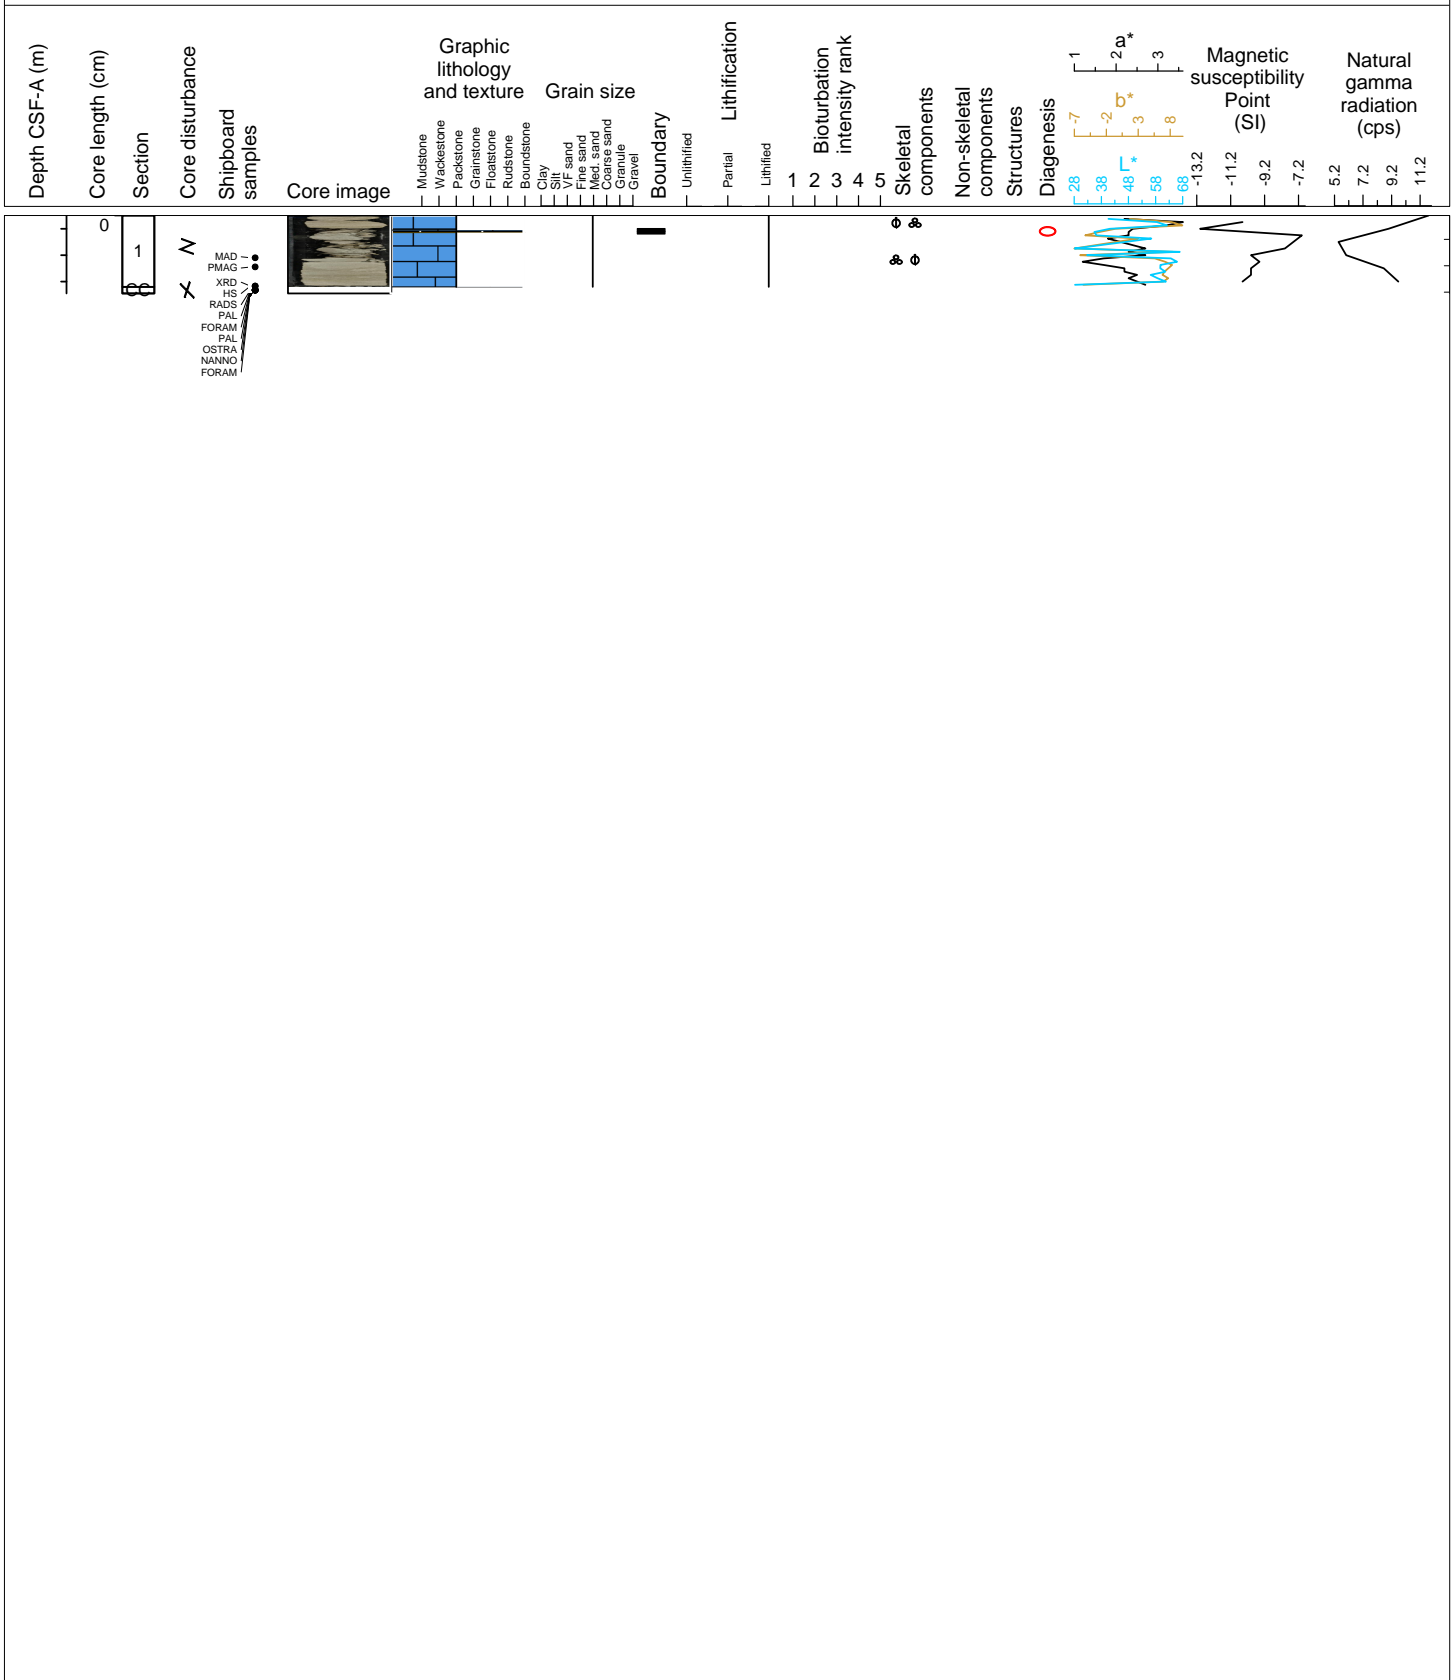 Depth CSF-A (m)
Core length (cm)
Section
Core disturbance
Shipboard
samples
Core image
Graphic
lithology
and texture
Mudstone
Wackestone
Packstone
Grainstone
Floatstone
Rudstone
Boundstone
Grain size
Clay
Silt
VF sand
Fine sand
Med. sand
Coarse sand
Granule
Gravel
Boundary
Lithification
Unlithified
Partial
Lithified
Bioturbation
intensity rank
1 2 3 4 5
Skeletal
components
Non-skeletal
components
Structures
Diagenesis
a*
1 2 3
b*
-7 -2 3 8
L*
28 38 48 58 68
Magnetic
susceptibility
Point
(SI)
-13.2 -11.2 -9.2 -7.2
Natural
gamma
radiation
(cps)
5.2 7.2 9.2 11.2
0
1
CC
MAD
PMAG
XRD
HS
RADS
PAL
FORAM
PAL
OSTRA
NANNO
FORAM